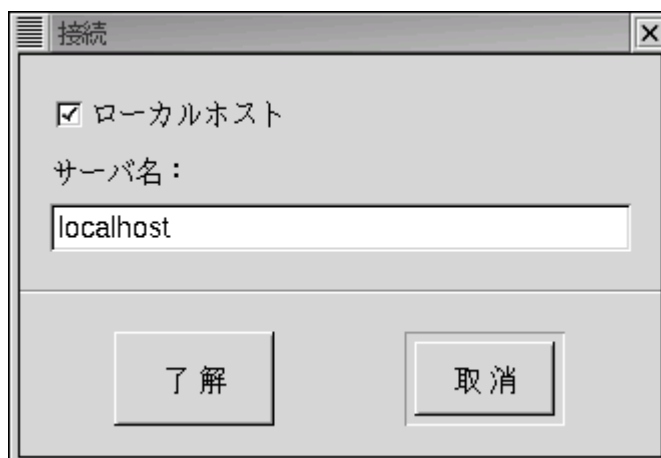 接続
ローカルホスト
サーバ名：
localhost
了解
取消